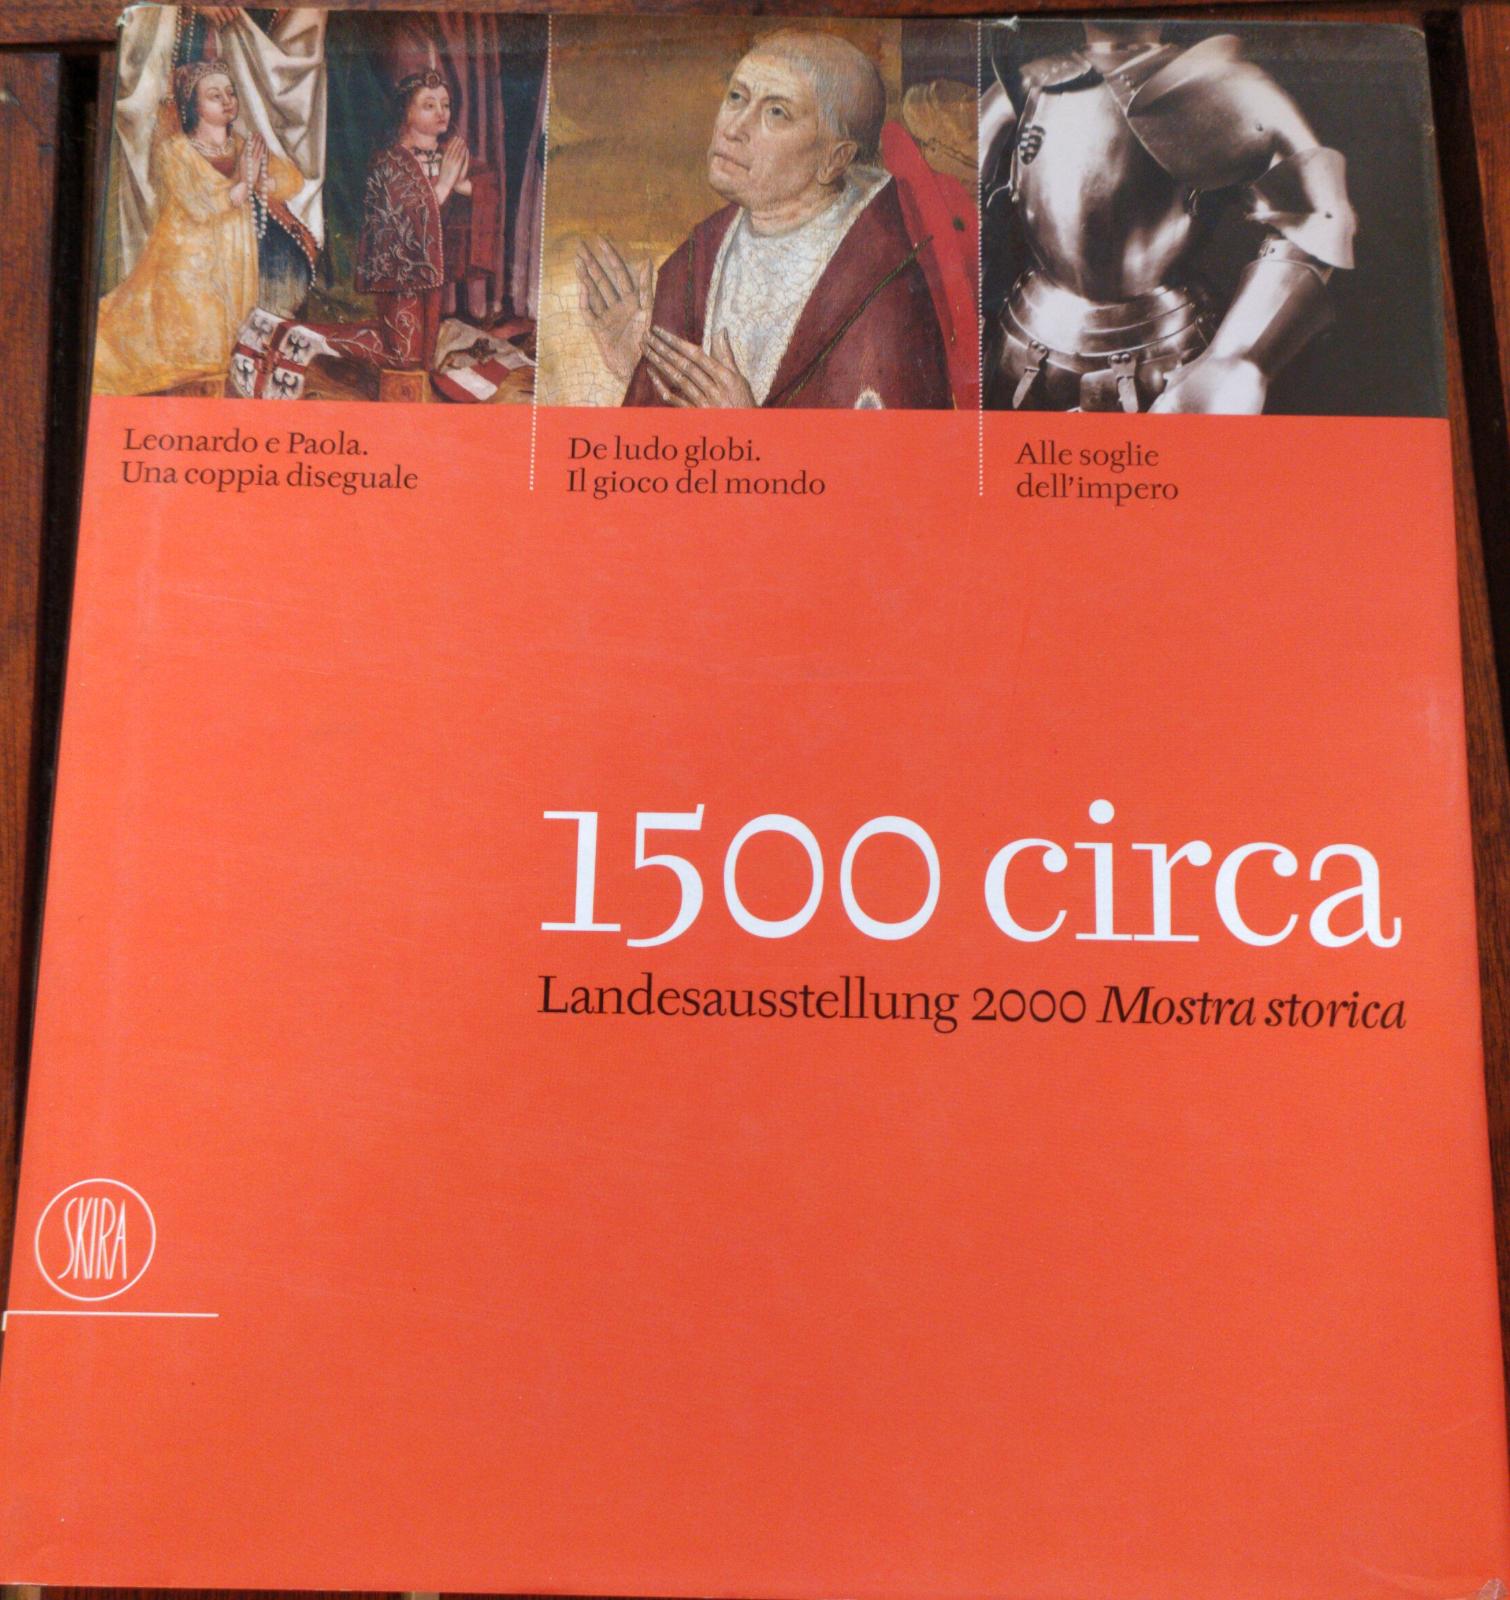 Leonardo e Paola.
Una coppia diseguale
De ludo globi.
Il gioco del mondo
Alle soglie
dell'impero
1500 circa
Landesausstellung 2000 Mostra storica
SKIRA